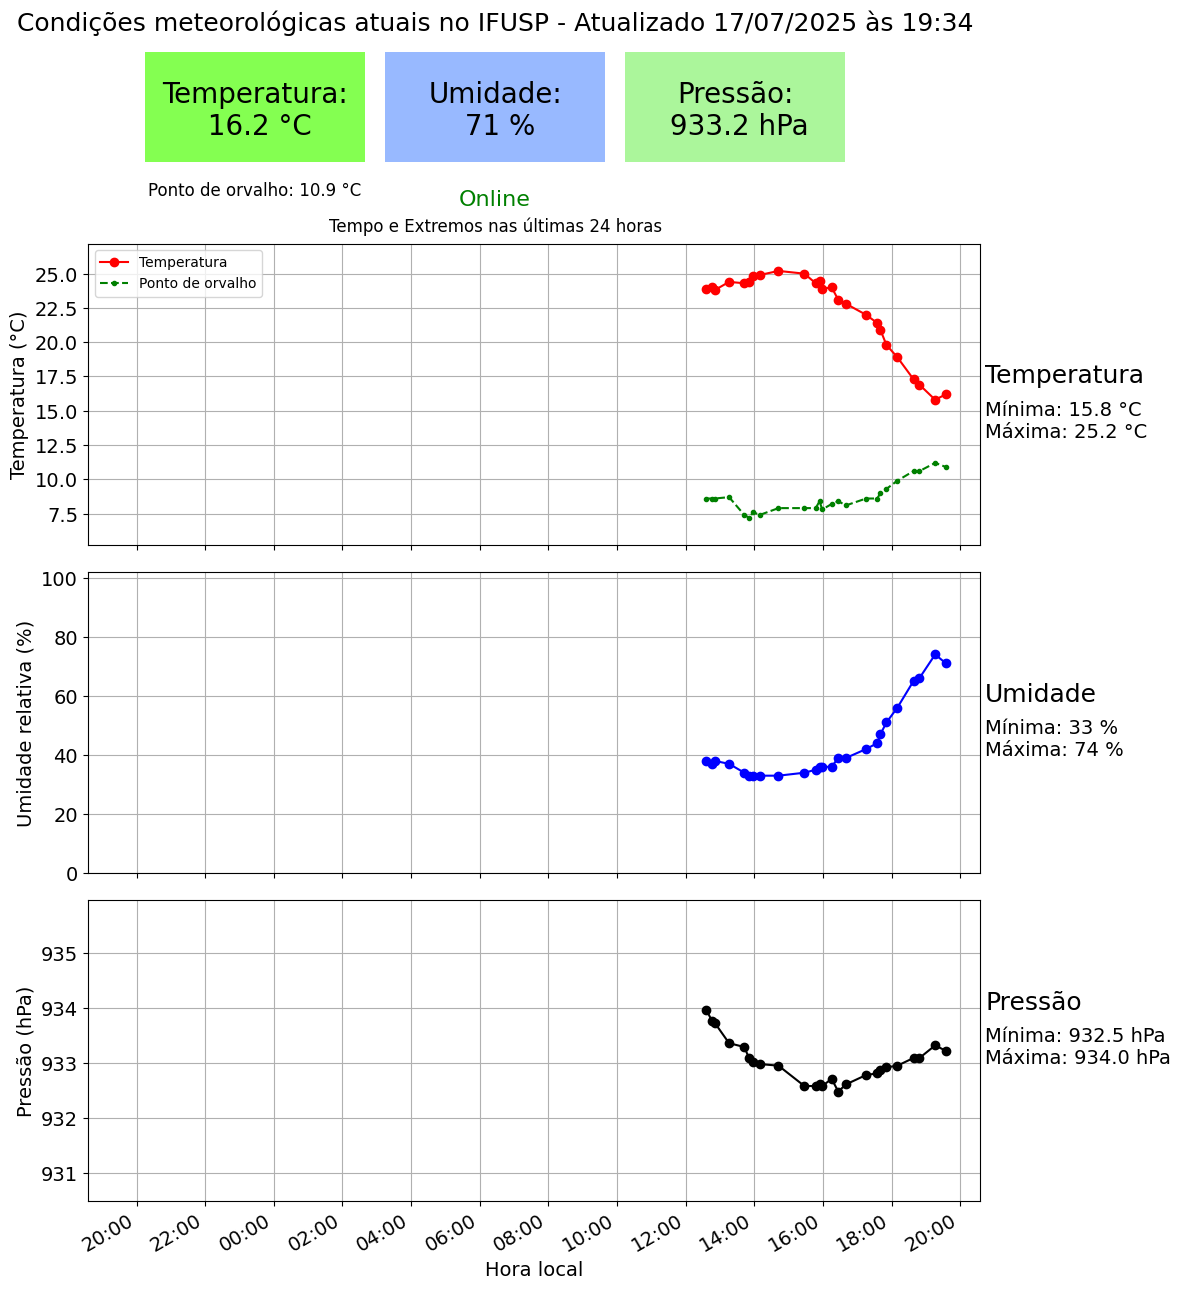 Condições meteorológicas atuais no IFUSP - Atualizado 17/07/2025 às 19:34
Temperatura:
16.2 °C
Umidade:
71 %
Pressão:
933.2 hPa
Ponto de orvalho: 10.9 °C
Online
Tempo e Extremos nas últimas 24 horas
Temperatura
Ponto de orvalho
Temperatura (°C)
25.0
22.5
20.0
17.5
15.0
12.5
10.0
7.5
Temperatura
Mínima: 15.8 °C
Máxima: 25.2 °C
Umidade relativa (%)
100
80
60
40
20
0
Umidade
Mínima: 33 %
Máxima: 74 %
Pressão (hPa)
935
934
933
932
931
Pressão
Mínima: 932.5 hPa
Máxima: 934.0 hPa
20:00 22:00 00:00 02:00 04:00 06:00 08:00 10:00 12:00 14:00 16:00 18:00 20:00
Hora local